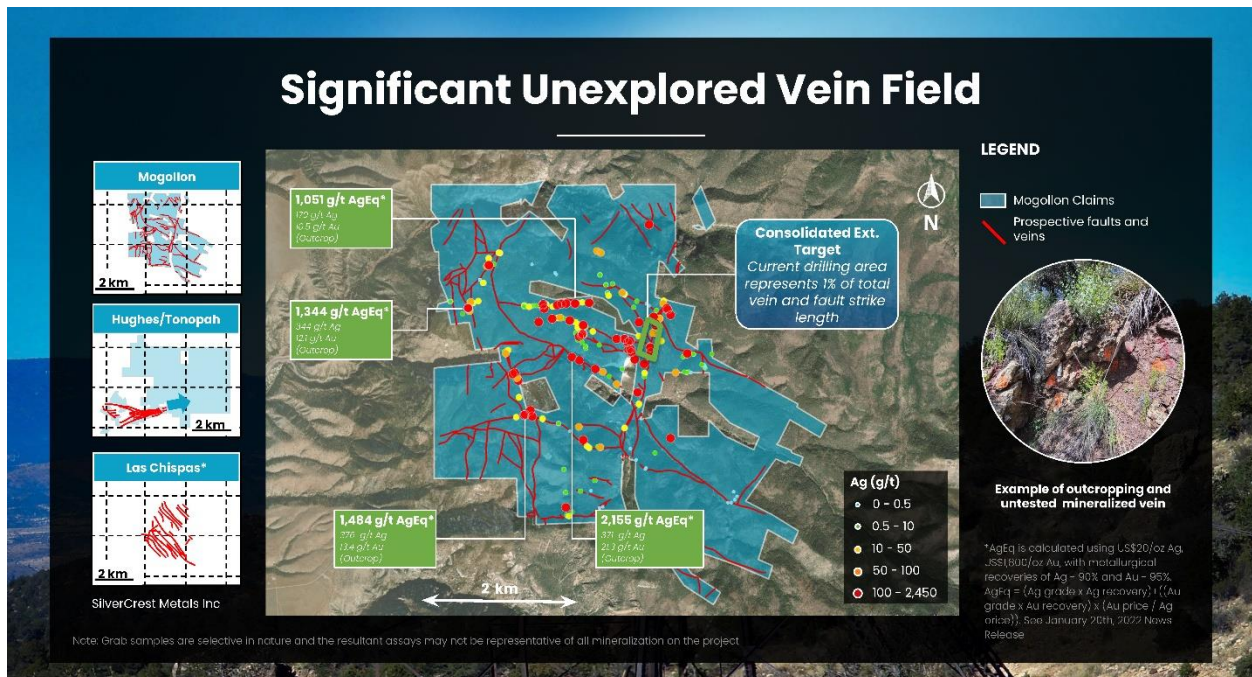 Significant Unexplored Vein Field
Mogollon
2 km
Hughes/Tonopah
2 km
Las Chispas*
SilverCrest Metals Inc
1,051 g/t AgEq*
g/t Ag
10.5 g/t Au
(Outcrop)
1,344 g/t AgEq*
344 g/t Ag
12.1 g/t Au
(Outcrop)
1,484 g/t AgEq*
376 g/t Ag
13.4 g/t Au
(Outcrop)
2,155 g/t AgEq*
371 g/t Ag
21.3 g/t Au
(Outcrop)
Consolidated Ext.
Target
Current drilling area
represents 1% of total
vein and fault strike
length
N
2 km
Ag (g/t)
0 - 0.5
0.5 - 10
10 - 50
50 - 100
100 - 2,450
LEGEND
Mogollon Claims
Prospective faults and
veins
Example of outcropping and
untested mineralized vein
*AgEq is calculated using US$20/oz Ag,
US$1,800/oz Au, with metallurgical
recoveries of Ag - 90% and Au - 95%.
AgEq = (Ag grade x Ag recovery)+((Au
grade x Au recovery) x (Au price / Ag
price)). See January 20th, 2022 News
Release
Note: Grab samples are selective in nature and the resultant assays may not be representative of all mineralization on the project